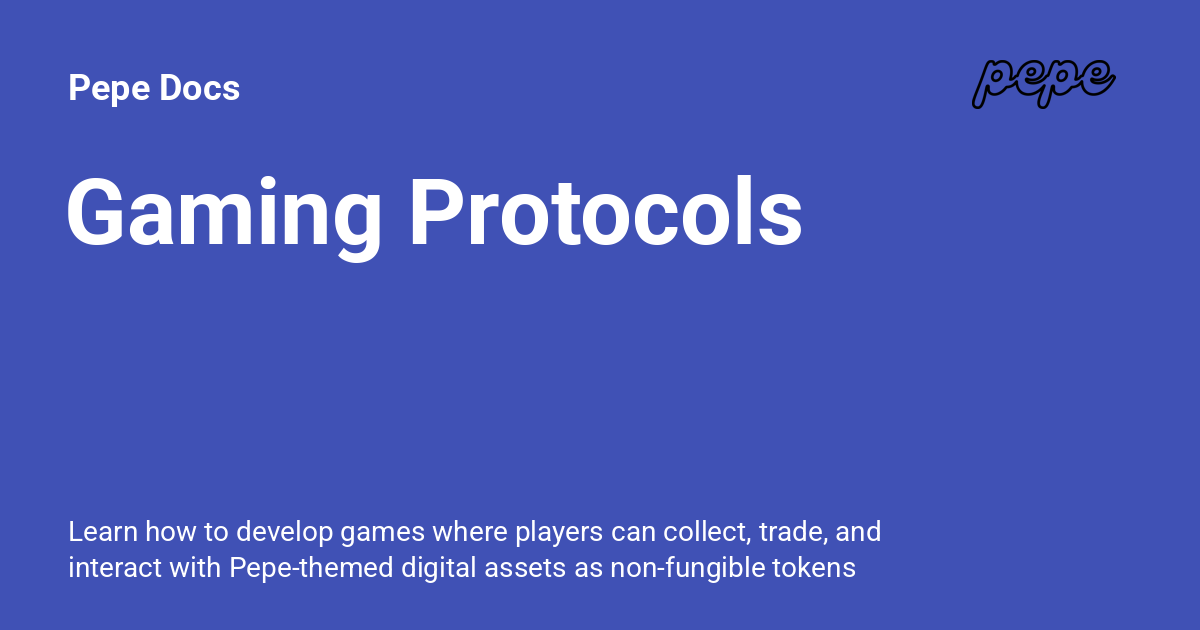 Pepe Docs
pepe
Gaming Protocols
Learn how to develop games where players can collect, trade, and
interact with Pepe-themed digital assets as non-fungible tokens